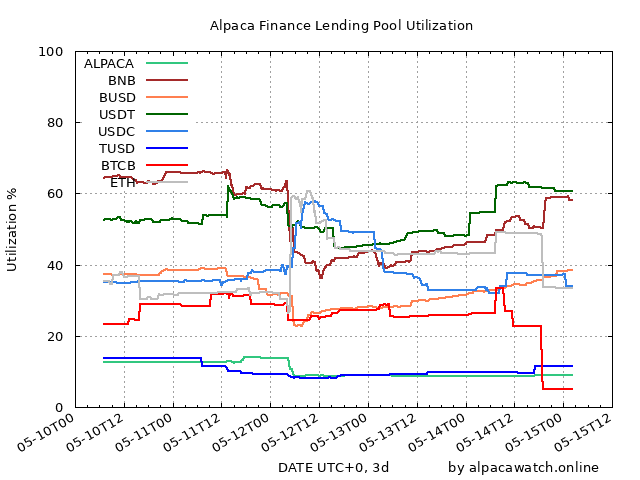 Alpaca Finance Lending Pool Utilization
100
80
60
40
20
0
Utilization %
ALPACA
BNB
BUSD
USDT
USDC
TUSD
BTCB
ETH
05-10T00
05-10T12
05-11T00
05-11T12
05-12T00
05-12T12
05-13T00
05-13T12
05-14T00
05-14T12
05-15T00
05-15T12
DATE UTC+0, 3d
by alpacawatch.online